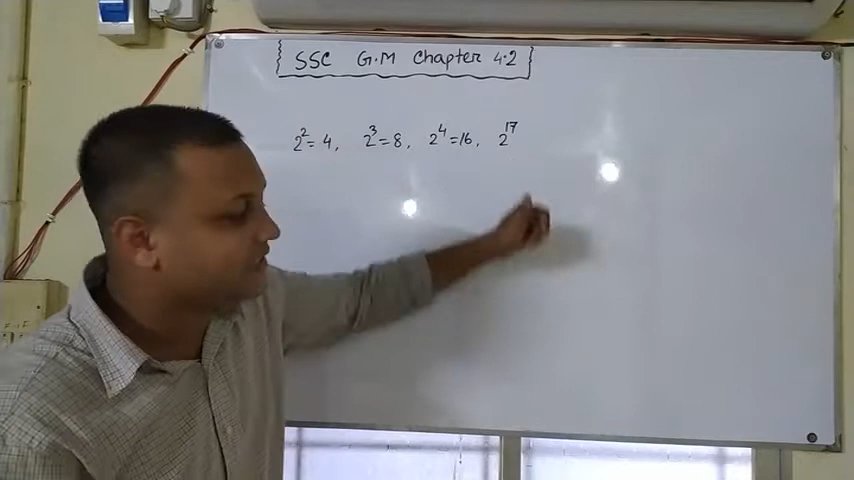 SSC G.M Chapter 4.2
2²= 4, 2³=8, 2⁴=16, 2¹⁷